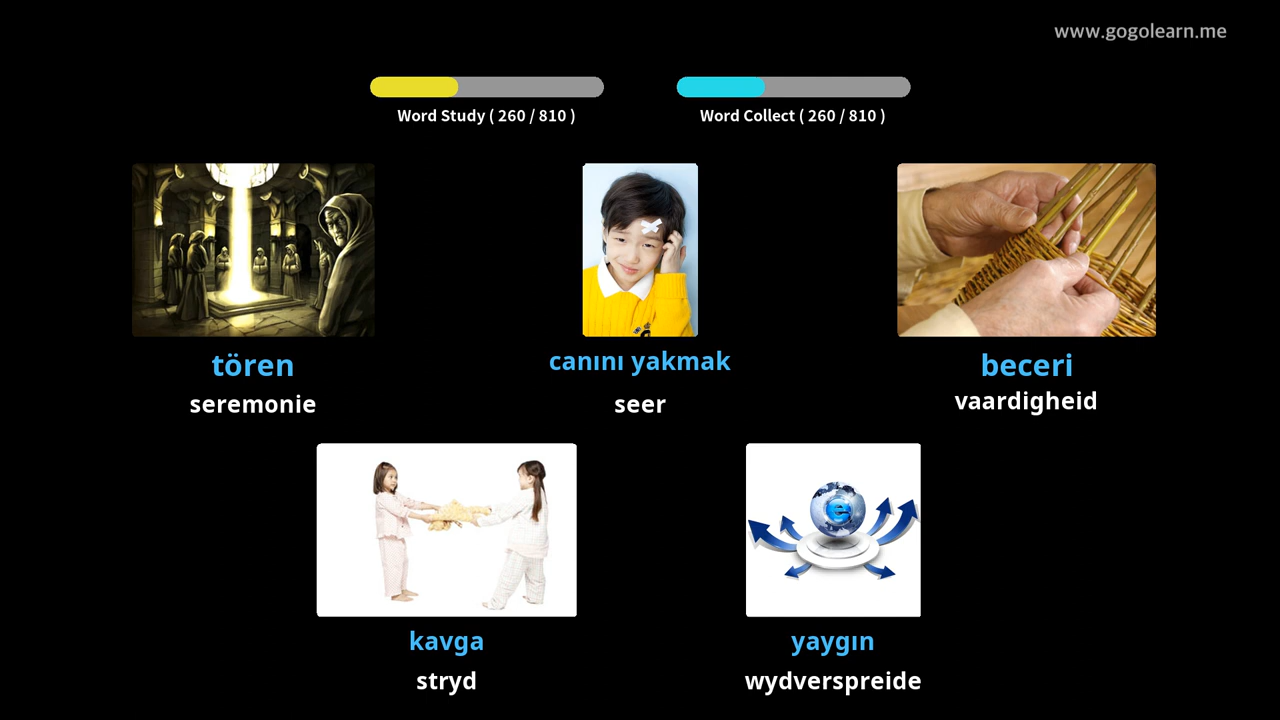 www.gogolearn.me
Word Study ( 260 / 810 )
Word Collect ( 260 / 810 )
tören
seremonie
canını yakmak
seer
beceri
vaardigheid
kavga
stryd
e
yaygın
wydverspreide